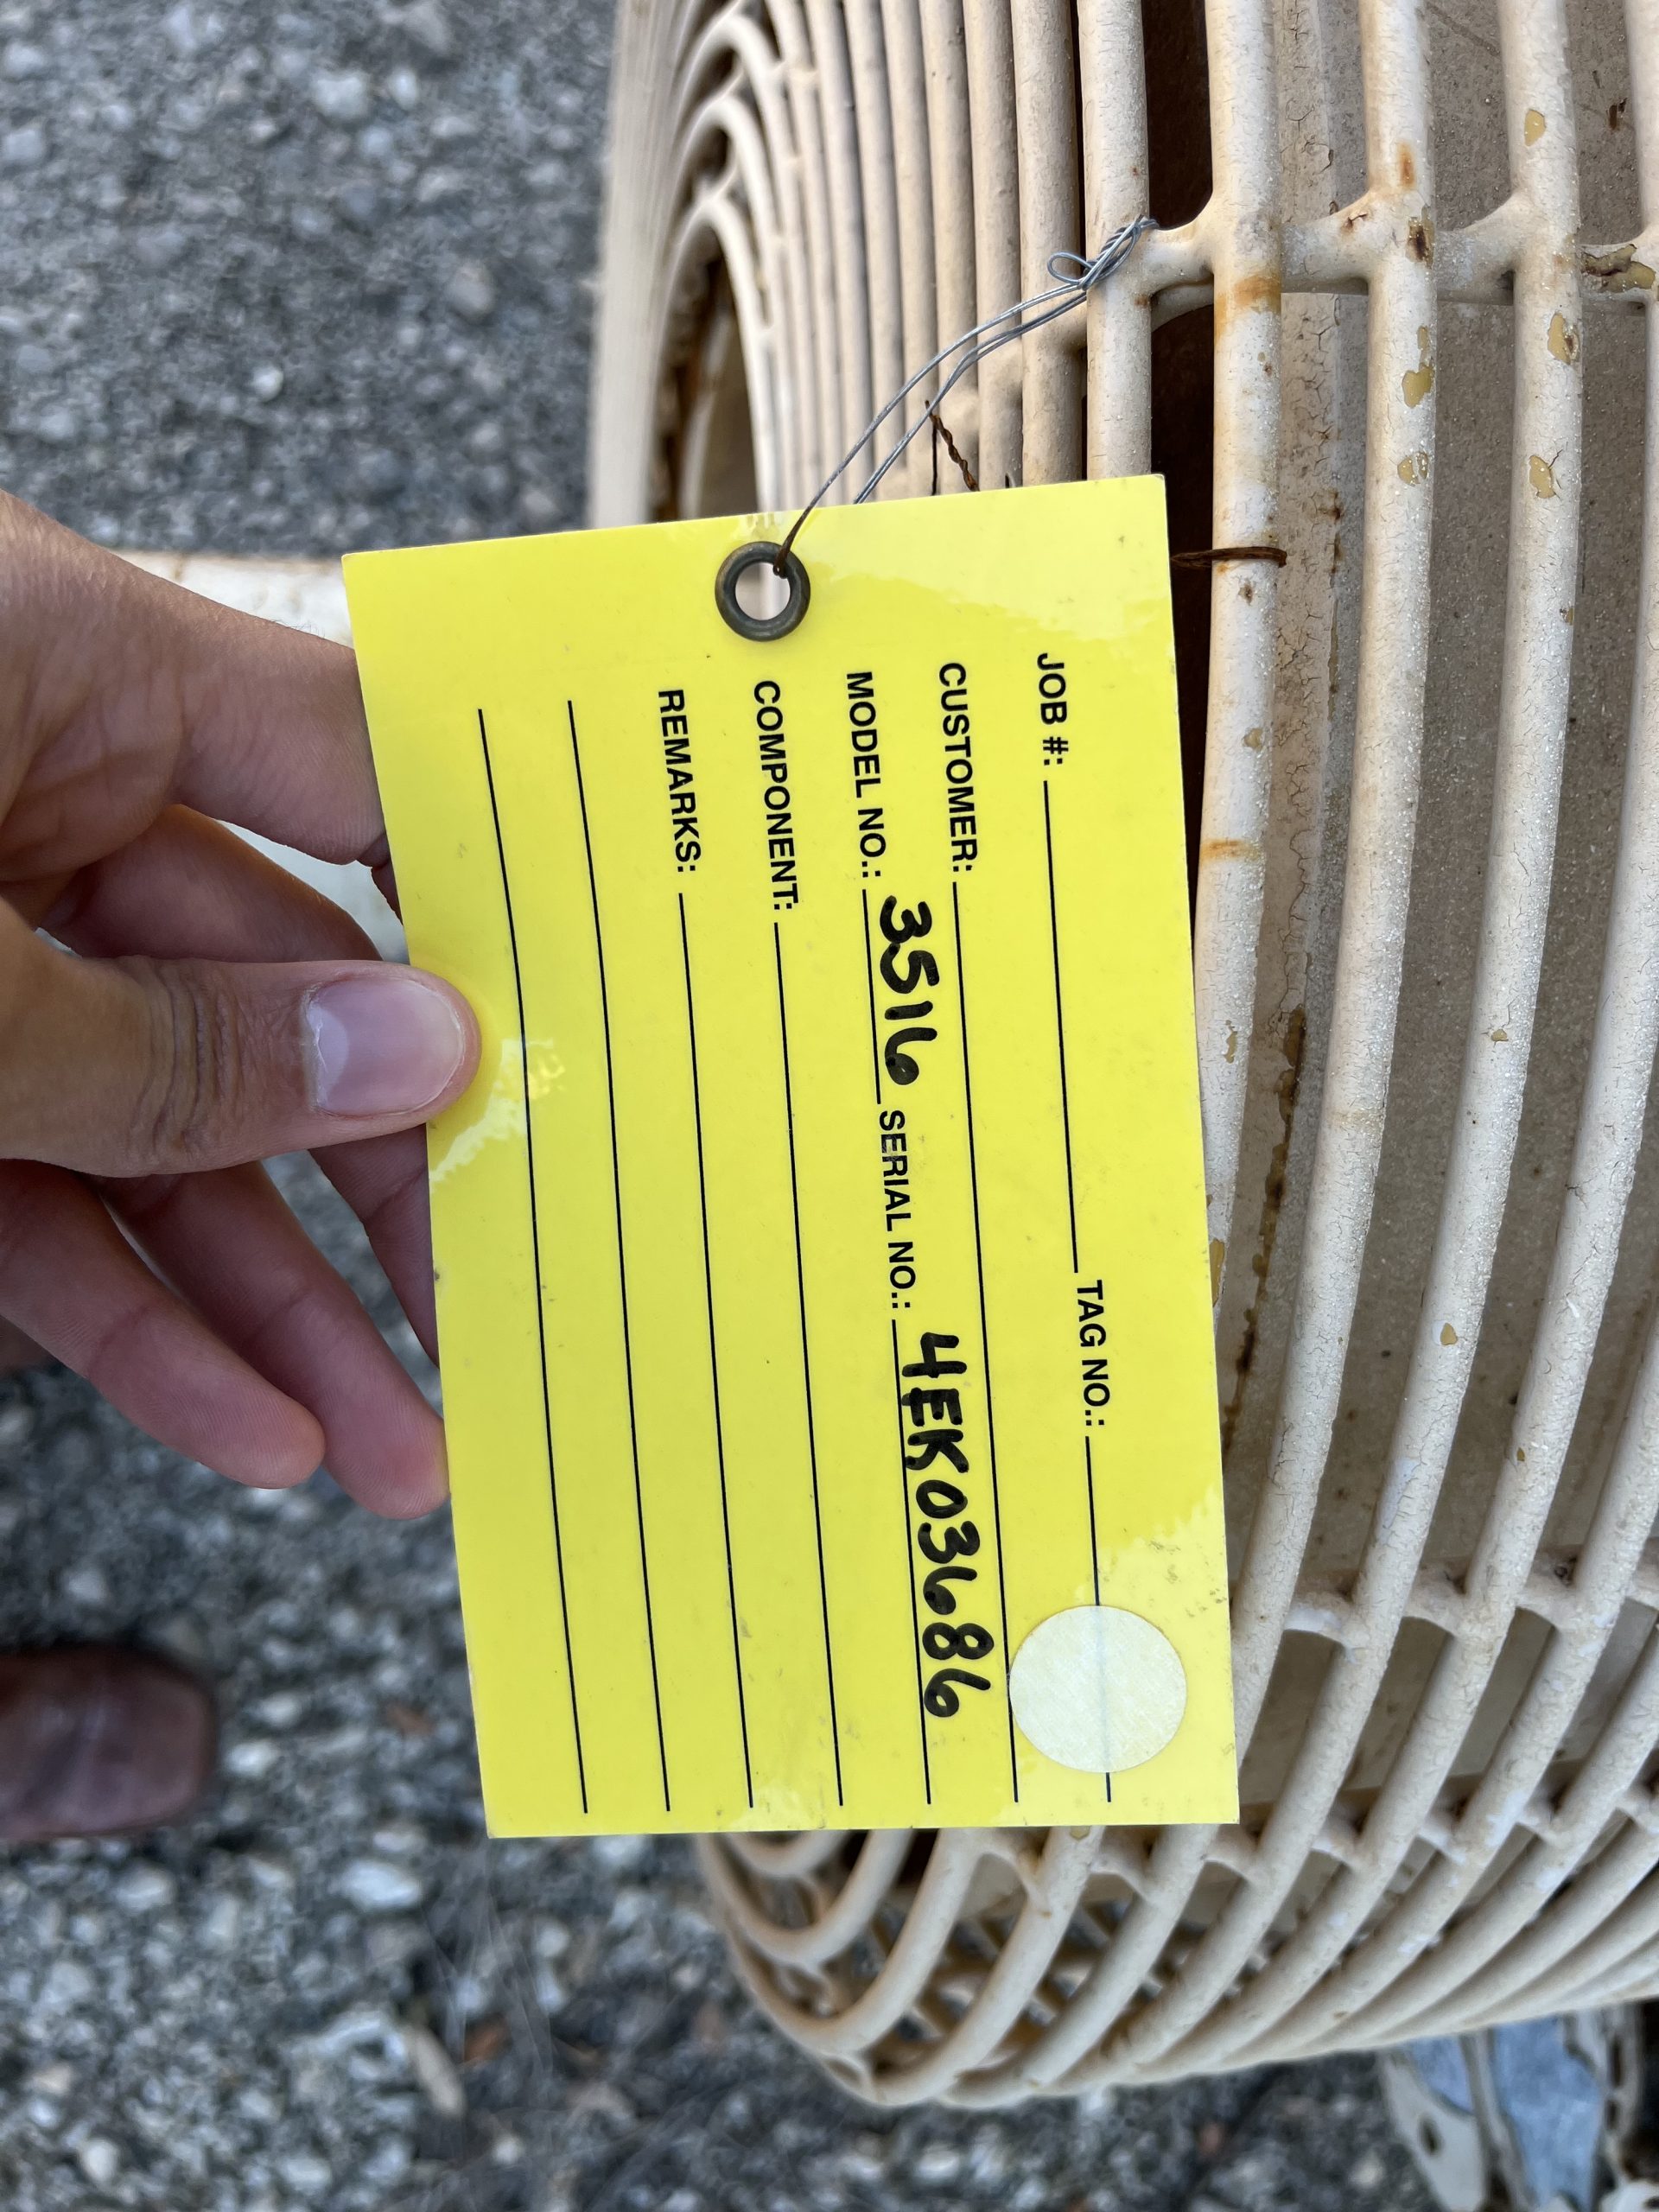 JOB #: TAG NO.:
CUSTOMER:
MODEL NO.: 3516 SERIAL NO.: 4EK03686
COMPONENT:
REMARKS: